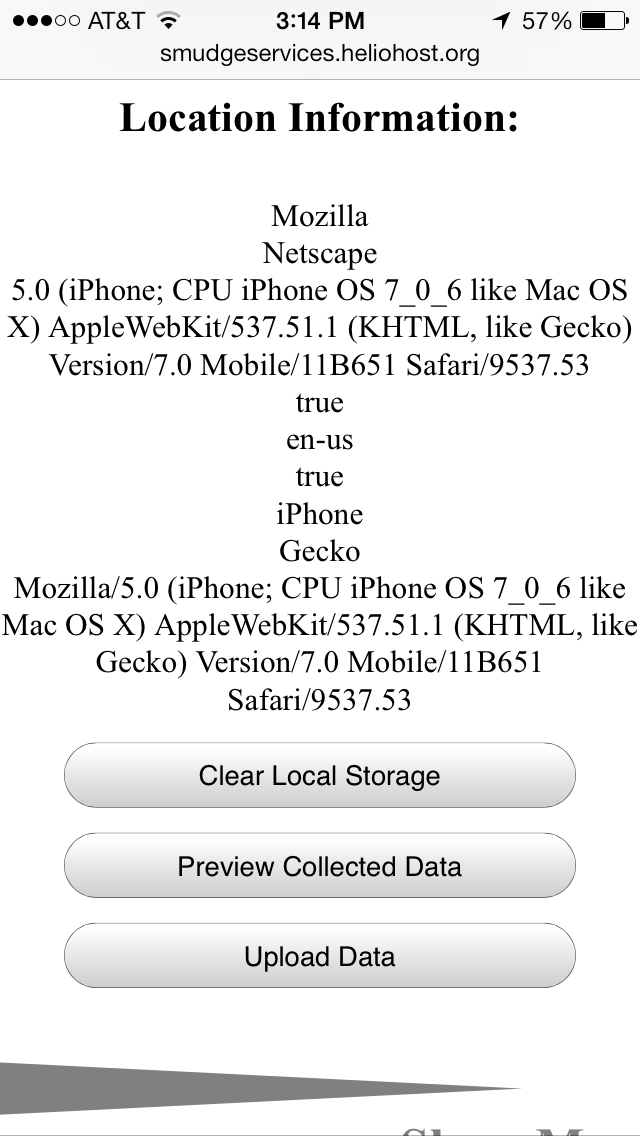 AT&T 3:14 PM 57%
smudgeservices.heliohost.org
Location Information:
Mozilla
Netscape
5.0 (iPhone; CPU iPhone OS 7_0_6 like Mac OS
X) AppleWebKit/537.51.1 (KHTML, like Gecko)
Version/7.0 Mobile/11B651 Safari/9537.53
true
en-us
true
iPhone
Gecko
Mozilla/5.0 (iPhone; CPU iPhone OS 7_0_6 like
Mac OS X) AppleWebKit/537.51.1 (KHTML, like
Gecko) Version/7.0 Mobile/11B651
Safari/9537.53
Clear Local Storage
Preview Collected Data
Upload Data